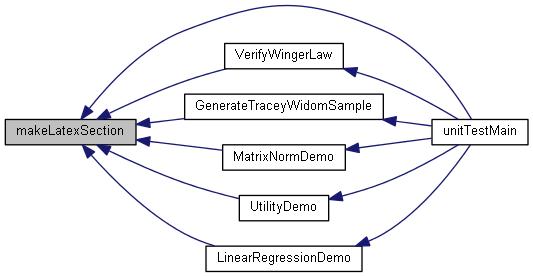 VerifyWingerLaw
GenerateTraceyWidomSample
makeLatexSection
unitTestMain
MatrixNormDemo
UtilityDemo
LinearRegressionDemo